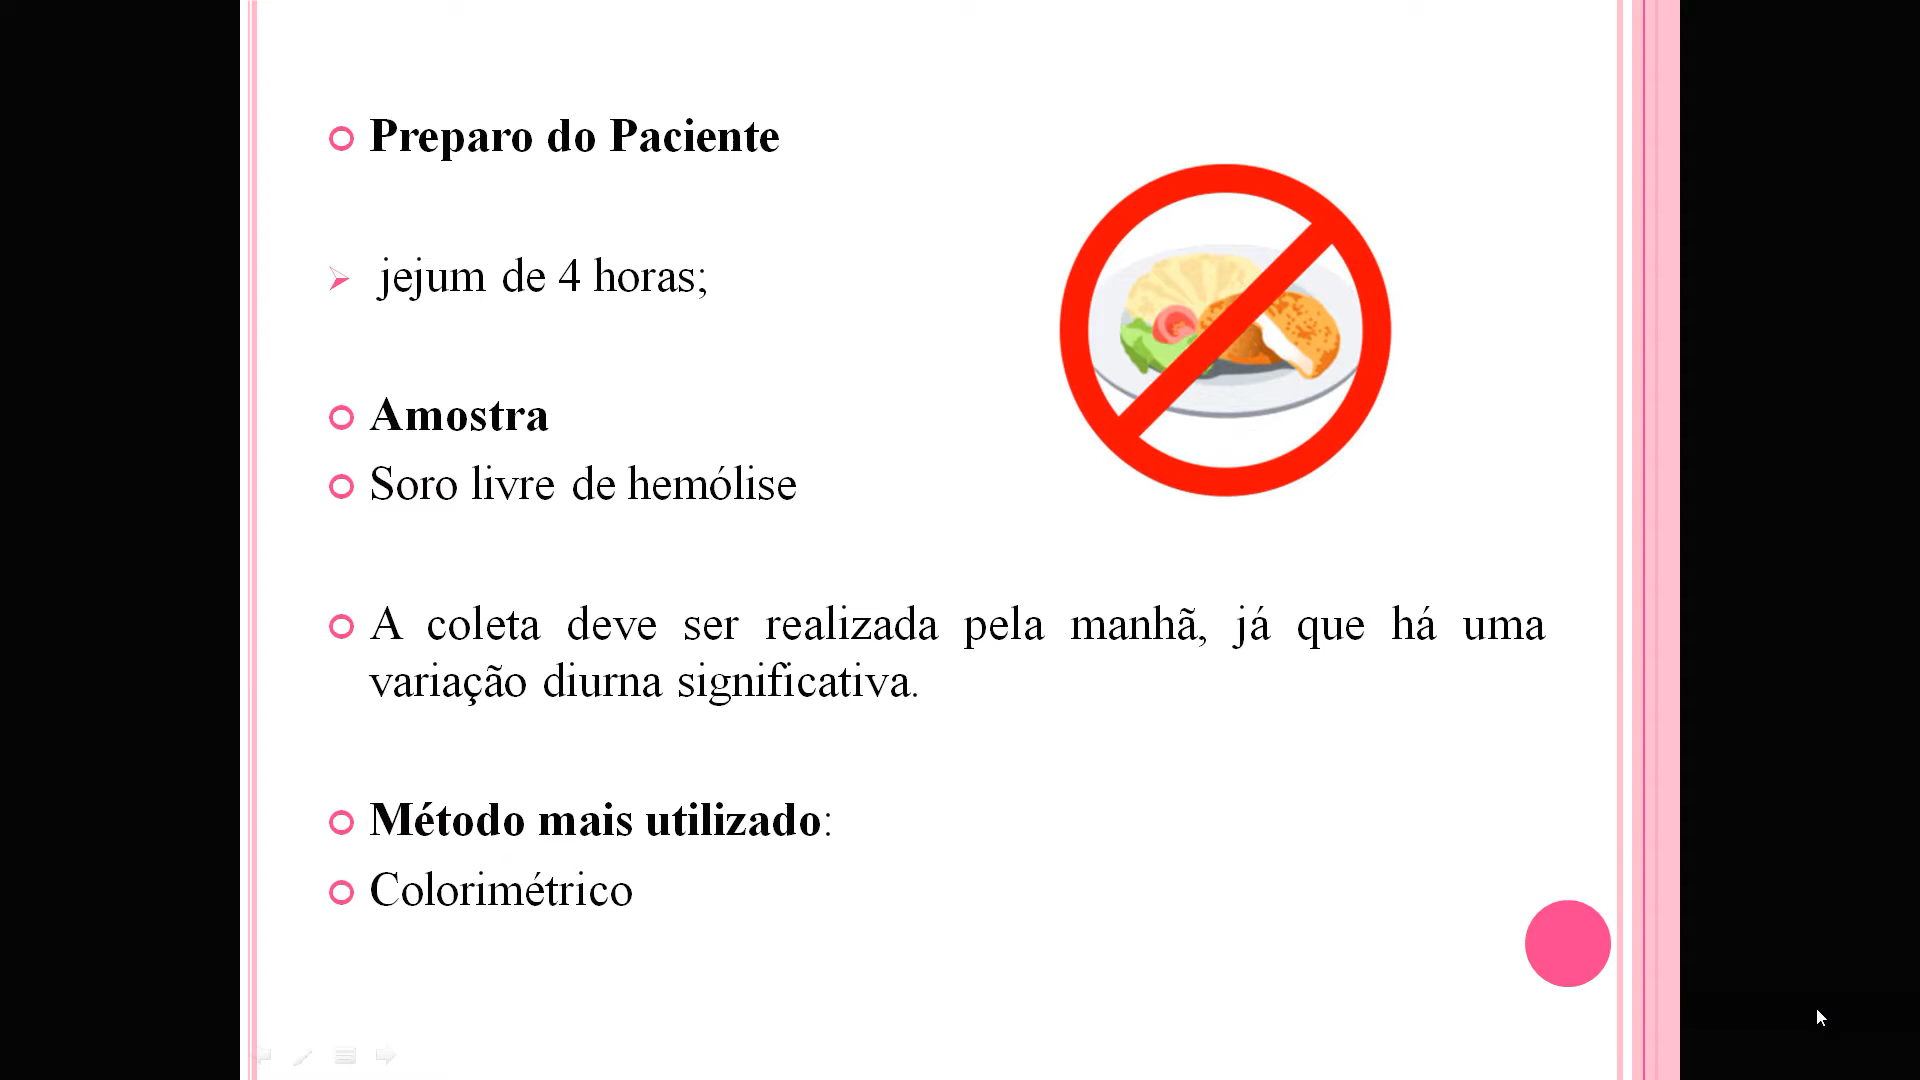 Preparo do Paciente
jejum de 4 horas;
Amostra
Soro livre de hemólise
A coleta deve ser realizada pela manhã, já que há uma
variação diurna significativa.
Método mais utilizado:
Colorimétrico